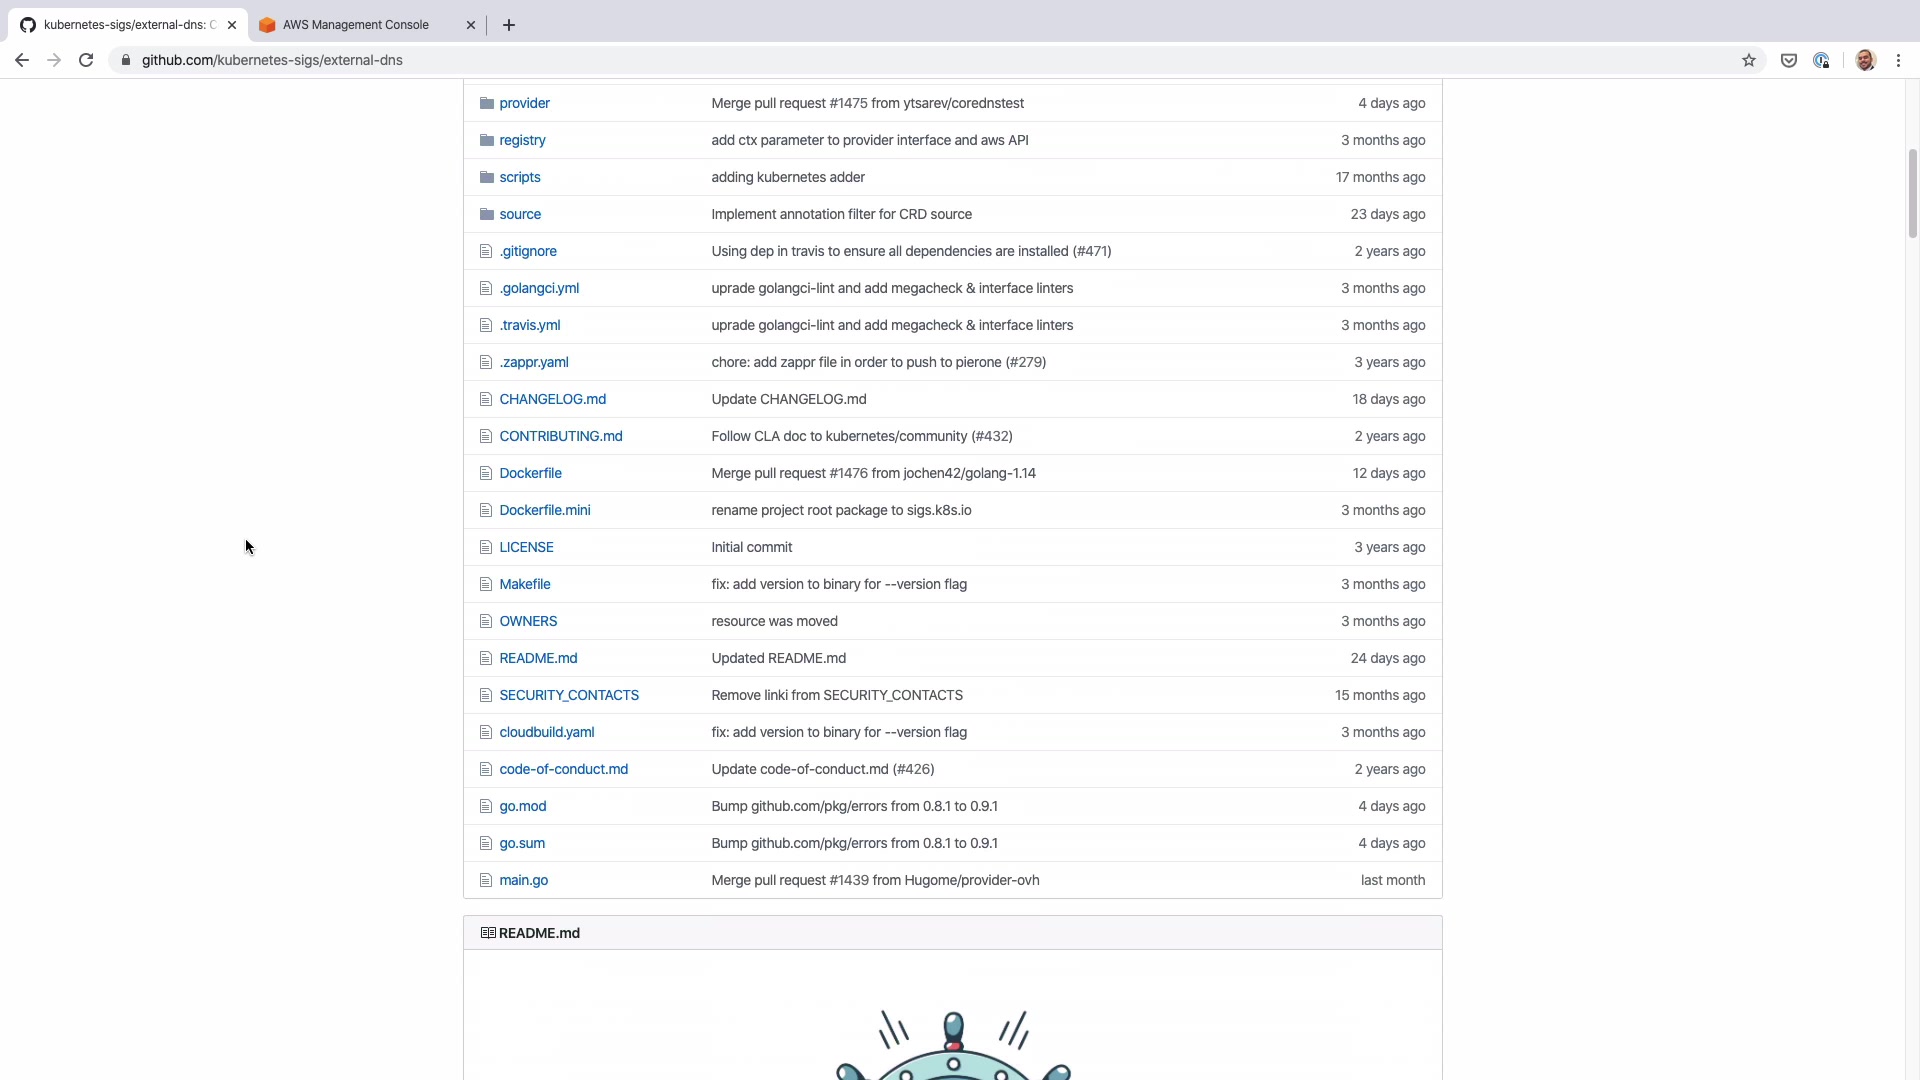 kubernetes-sigs/external-dns: C
AWS Management Console
github.com/kubernetes-sigs/external-dns
provider Merge pull request #1475 from ytsarev/corednstest 4 days ago
registry add ctx parameter to provider interface and aws API 3 months ago
scripts adding kubernetes adder 17 months ago
source Implement annotation filter for CRD source 23 days ago
.gitignore Using dep in travis to ensure all dependencies are installed (#471) 2 years ago
.golangci.yml uprade golangci-lint and add megacheck & interface linters 3 months ago
.travis.yml uprade golangci-lint and add megacheck & interface linters 3 months ago
.zappr.yaml chore: add zappr file in order to push to pierone (#279) 3 years ago
CHANGELOG.md Update CHANGELOG.md 18 days ago
CONTRIBUTING.md Follow CLA doc to kubernetes/community (#432) 2 years ago
Dockerfile Merge pull request #1476 from jochen42/golang-1.14 12 days ago
Dockerfile.mini rename project root package to sigs.k8s.io 3 months ago
LICENSE Initial commit 3 years ago
Makefile fix: add version to binary for --version flag 3 months ago
OWNERS resource was moved 3 months ago
README.md Updated README.md 24 days ago
SECURITY_CONTACTS Remove linki from SECURITY_CONTACTS 15 months ago
cloudbuild.yaml fix: add version to binary for --version flag 3 months ago
code-of-conduct.md Update code-of-conduct.md (#426) 2 years ago
go.mod Bump github.com/pkg/errors from 0.8.1 to 0.9.1 4 days ago
go.sum Bump github.com/pkg/errors from 0.8.1 to 0.9.1 4 days ago
main.go Merge pull request #1439 from Hugome/provider-ovh last month
README.md